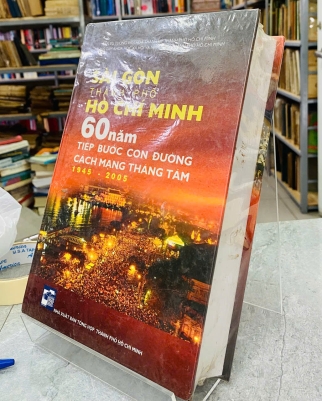 SÀI GÒN
THÀNH PHỐ
HỒ CHÍ MINH
60 năm
TIẾP BƯỚC CON ĐƯỜNG
CÁCH MẠNG THÁNG TÁM
1945 - 2005
NHÀ XUẤT BẢN TỔNG HỢP THÀNH PHỐ HỒ CHÍ MINH